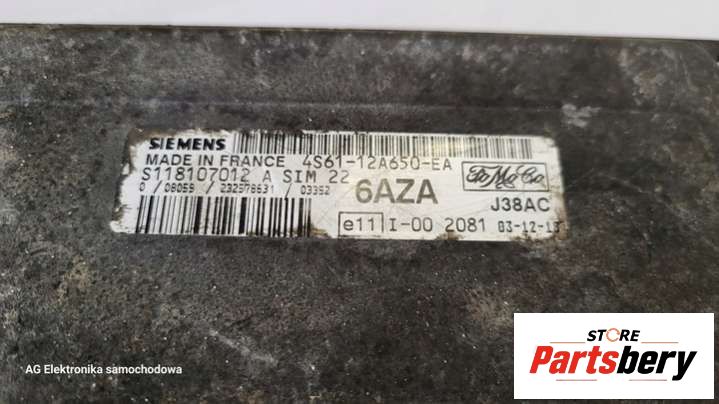 SIEMENS
MADE IN FRANCE 4S61-12A650-EA
S118107012 A SIM 22
0 / 08059 / 232578631 / 03352
6AZA
FoMoCo
J38AC
e11 I-00 2081 03-12-13
AG Elektronika samochodowa
STORE
Partsbery